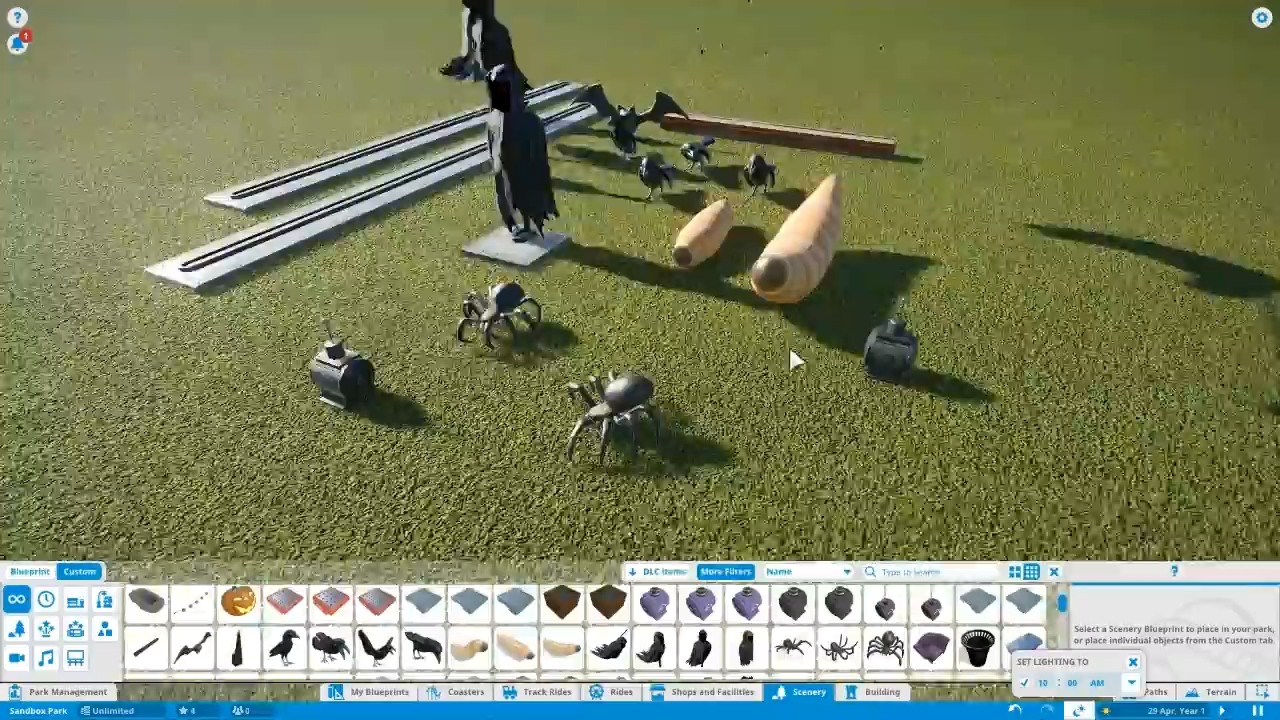 ?
1
Blueprint Custom
DLC Items More Filters Name Type to Search
?
Select a Scenery Blueprint to place in your park,
or place individual objects from the Custom tab
SET LIGHTING TO
10 : 00 AM
Park Management My Blueprints Coasters Track Rides Rides Shops and Facilities Scenery Building Paths Terrain
Sandbox Park Unlimited 4 0 29 Apr, Year 1